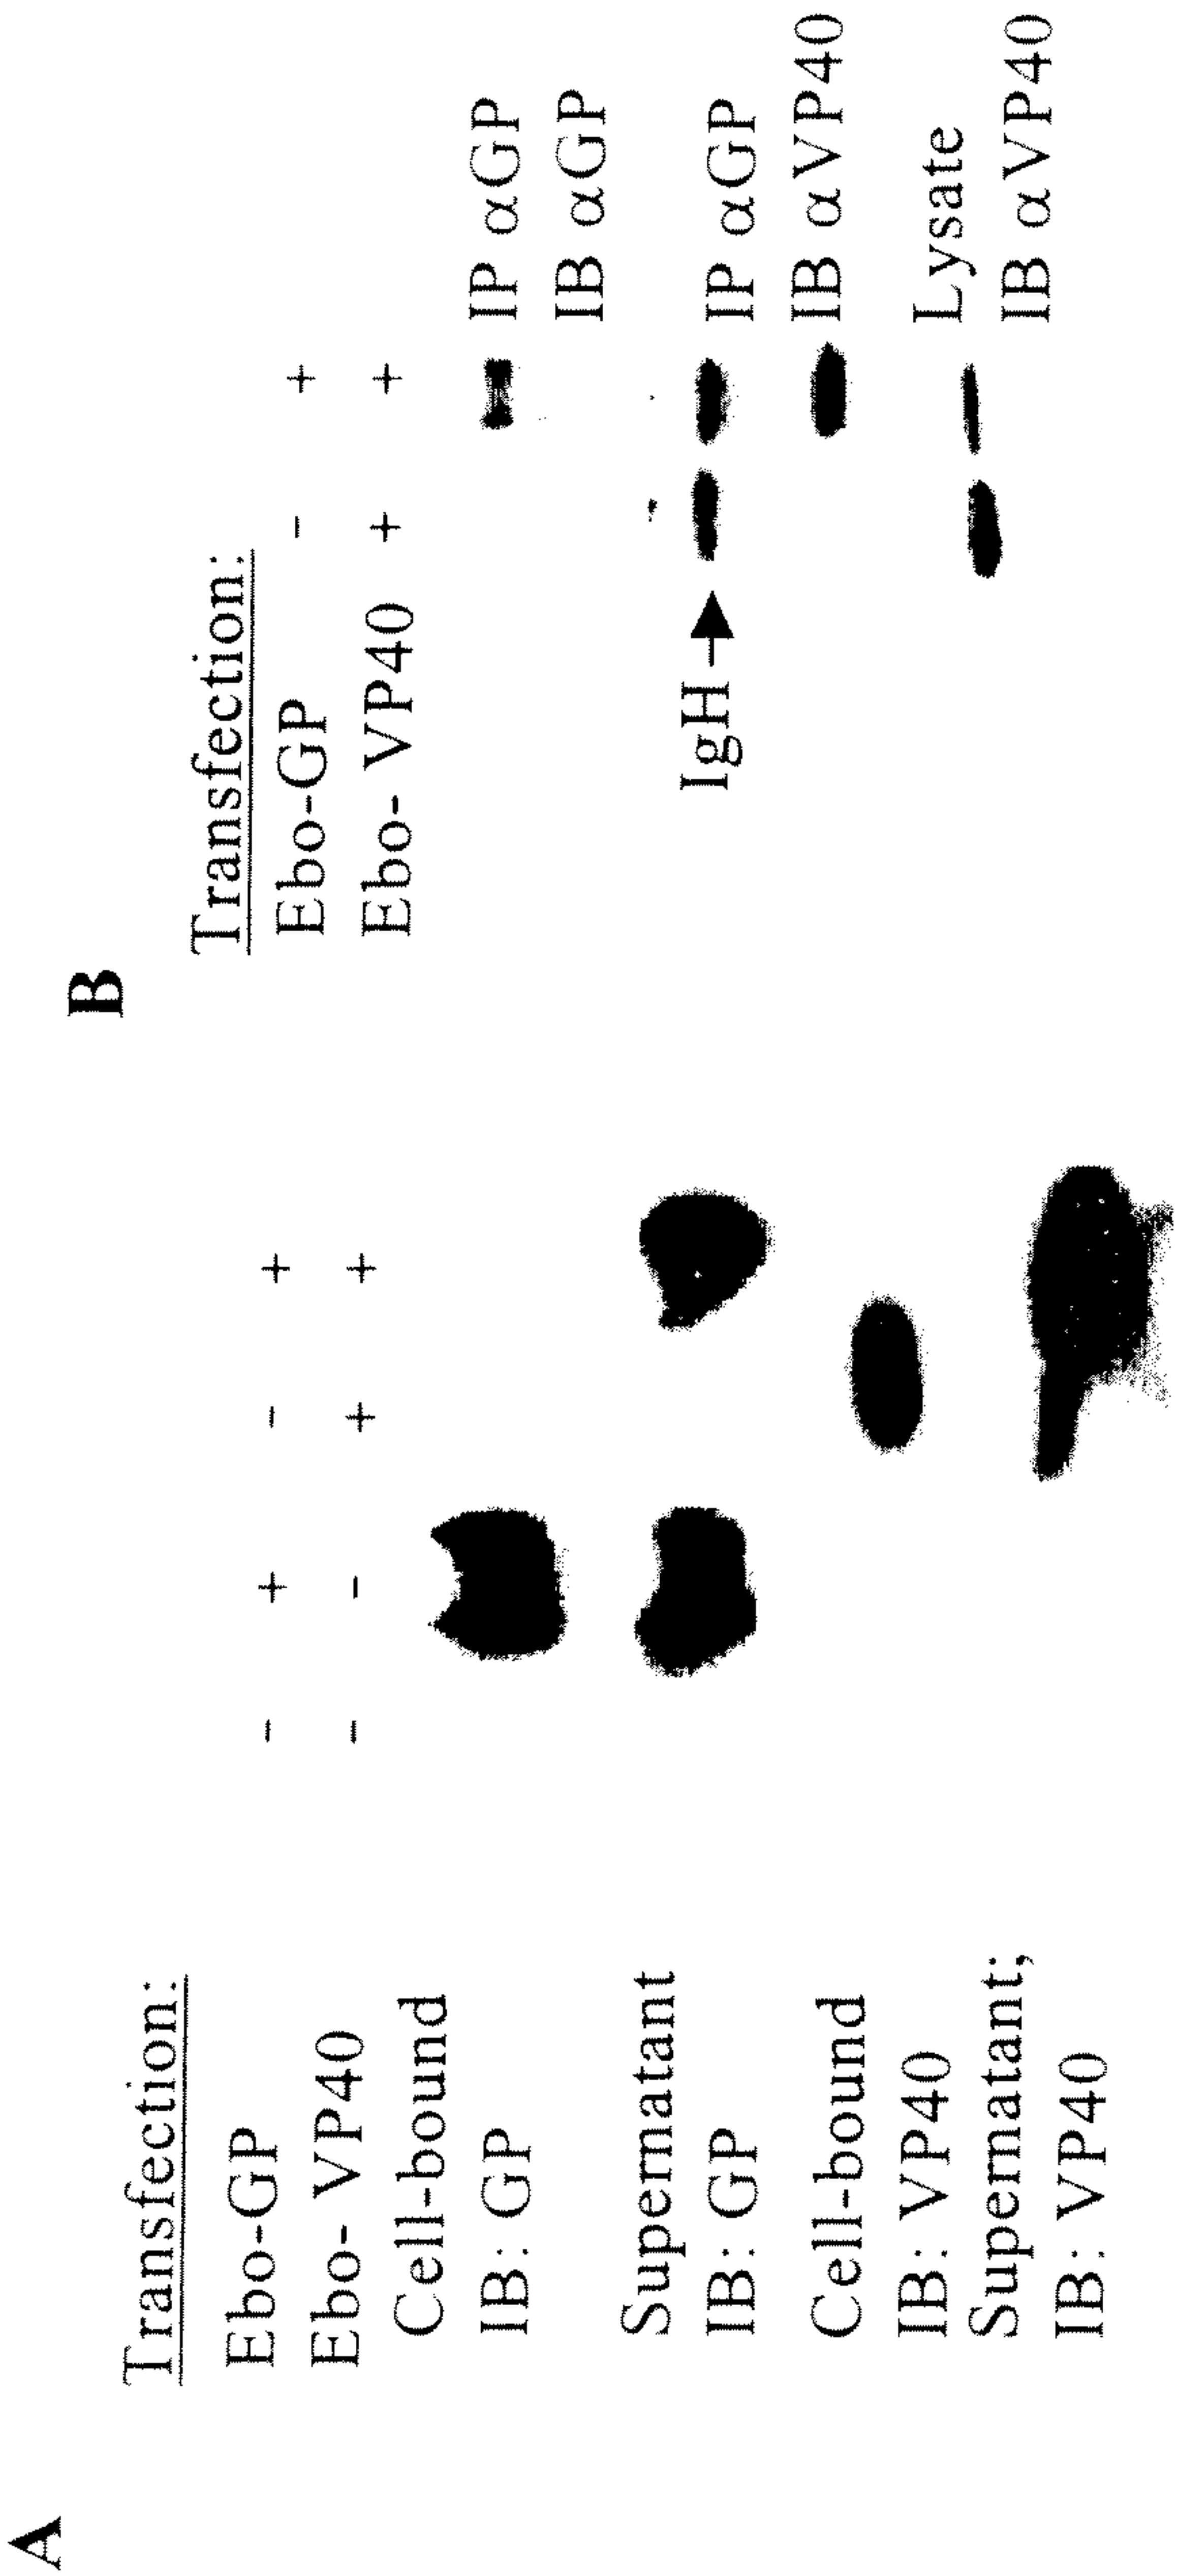 A
Transfection:
Ebo-GP - + - +
Ebo- VP40 - - + +
Cell-bound
IB: GP
Supernatant
IB: GP
Cell-bound
IB: VP40
Supernatant;
IB: VP40
B
Transfection:
Ebo-GP - +
Ebo- VP40 + +
IP αGP
IB αGP
IgH
IP αGP
IB αVP40
Lysate
IB αVP40